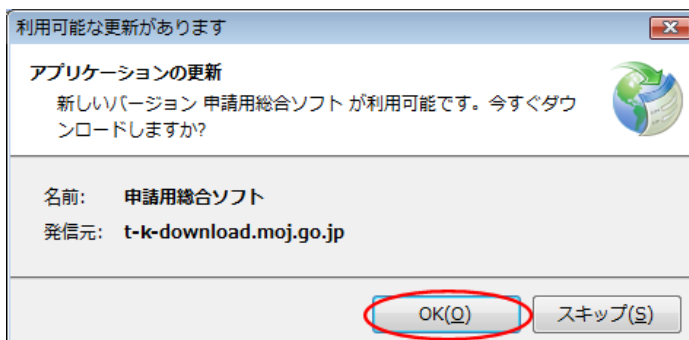 利用可能な更新があります
アプリケーションの更新
新しいバージョン 申請用総合ソフト が利用可能です。今すぐダウ
ンロードしますか?
名前: 申請用総合ソフト
発信元: t-k-download.moj.go.jp
OK(O) スキップ(S)